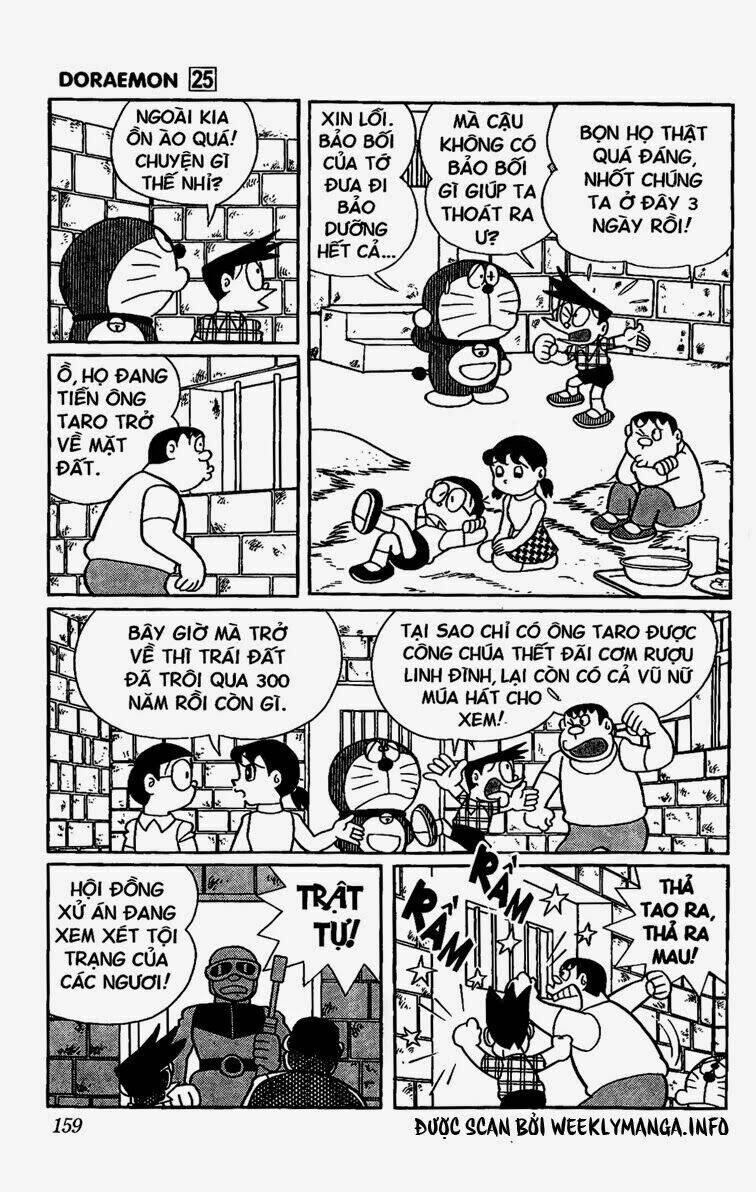 DORAEMON 25
NGOÀI KIA
ỒN ÀO QUÁ!
CHUYỆN GÌ
THẾ NHỈ?
BỌN HỌ THẬT
QUÁ ĐÁNG,
NHỐT CHÚNG
TA Ở ĐÂY 3
NGÀY RỒI!
MÀ CẬU
KHÔNG CÓ
BẢO BỐI
GÌ GIÚP TA
THOÁT RA
Ư?
XIN LỖI.
BẢO BỐI
CỦA TỚ
ĐƯA ĐI
BẢO
DƯỠNG
HẾT CẢ...
Ồ, HỌ ĐANG
TIỄN ÔNG
TARO TRỞ
VỀ MẶT
ĐẤT.
BÂY GIỜ MÀ TRỞ
VỀ THÌ TRÁI ĐẤT
ĐÃ TRÔI QUA 300
NĂM RỒI CÒN GÌ.
TẠI SAO CHỈ CÓ ÔNG TARO ĐƯỢC
CÔNG CHÚA THẾT ĐÃI CƠM RƯỢU
LINH ĐÌNH, LẠI CÒN CÓ CẢ VŨ NỮ
MÚA HÁT CHO
XEM!
HỘI ĐỒNG
XỬ ÁN ĐANG
XEM XÉT TỘI
TRẠNG CỦA
CÁC NGƯƠI!
TRẬT
TỰ!
RẦM
RẦM
THẢ
TAO RA,
THẢ RA
MAU!
159
ĐƯỢC SCAN BỞI WEEKLYMANGA.INFO